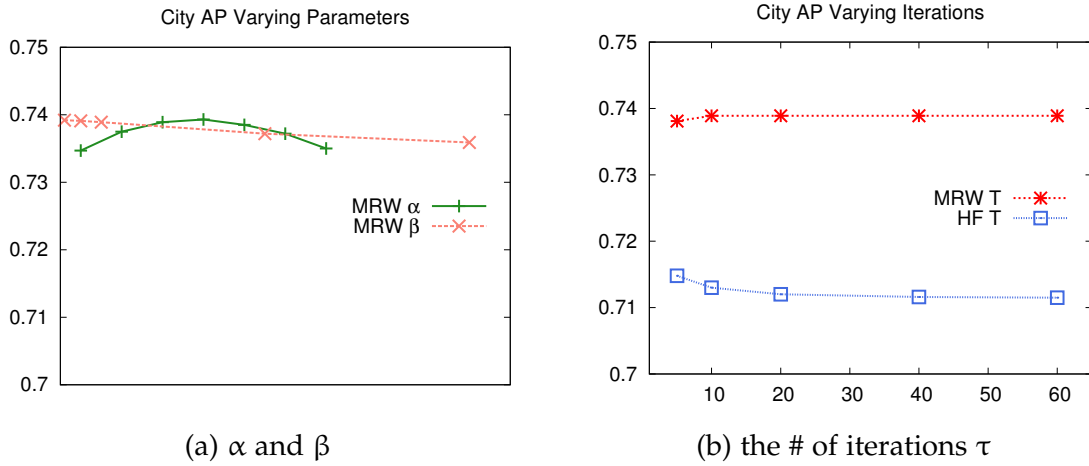 City AP Varying Parameters
0.75
0.74
0.73
0.72
0.71
0.7
MRW α
MRW β
(a) α and β
City AP Varying Iterations
0.75
0.74
0.73
0.72
0.71
0.7
10 20 30 40 50 60
MRW T
HF T
(b) the # of iterations τ